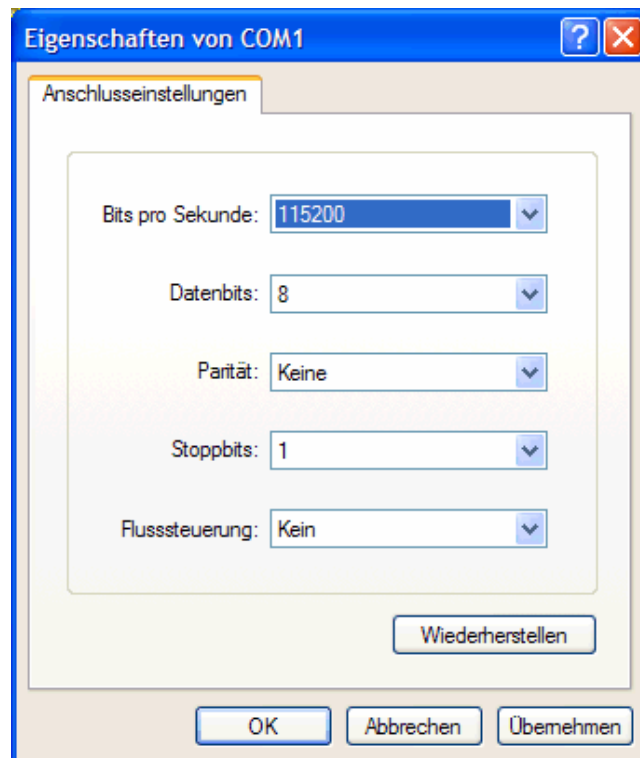 Eigenschaften von COM1
Anschlusseinstellungen
Bits pro Sekunde: 115200
Datenbits: 8
Parität: Keine
Stoppbits: 1
Flusssteuerung: Kein
Wiederherstellen
OK Abbrechen Übernehmen